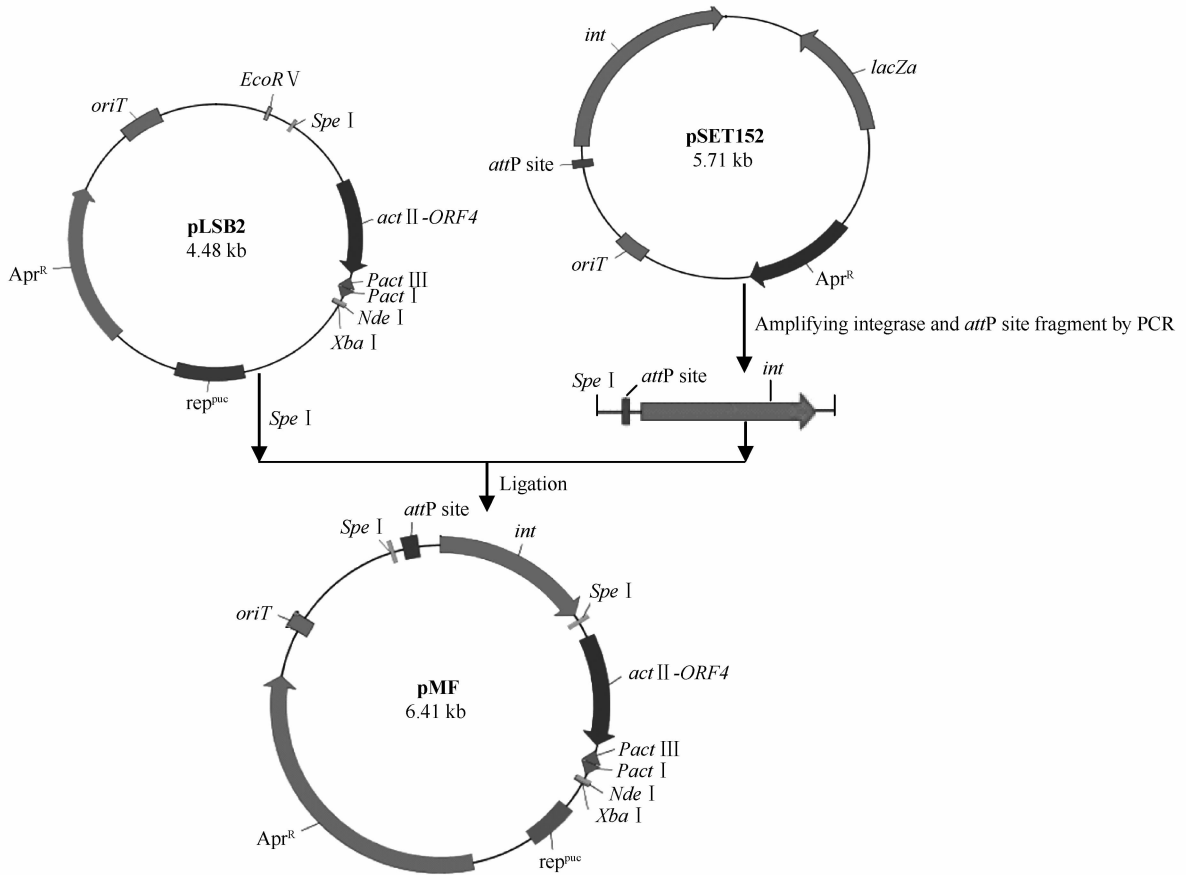 oriT
EcoR Ⅴ
Spe Ⅰ
pLSB2
4.48 kb
act Ⅱ-ORF4
Apr^R
Pact III
Pact Ⅰ
Nde Ⅰ
Xba Ⅰ
rep^puc
Spe Ⅰ
int
lacZa
pSET152
5.71 kb
attP site
oriT
Apr^R
Amplifying integrase and attP site fragment by PCR
Spe Ⅰ
attP site
int
Ligation
Spe Ⅰ
attP site
int
Spe Ⅰ
oriT
act Ⅱ-ORF4
pMF
6.41 kb
Pact III
Pact Ⅰ
Nde Ⅰ
Xba Ⅰ
Apr^R
rep^puc